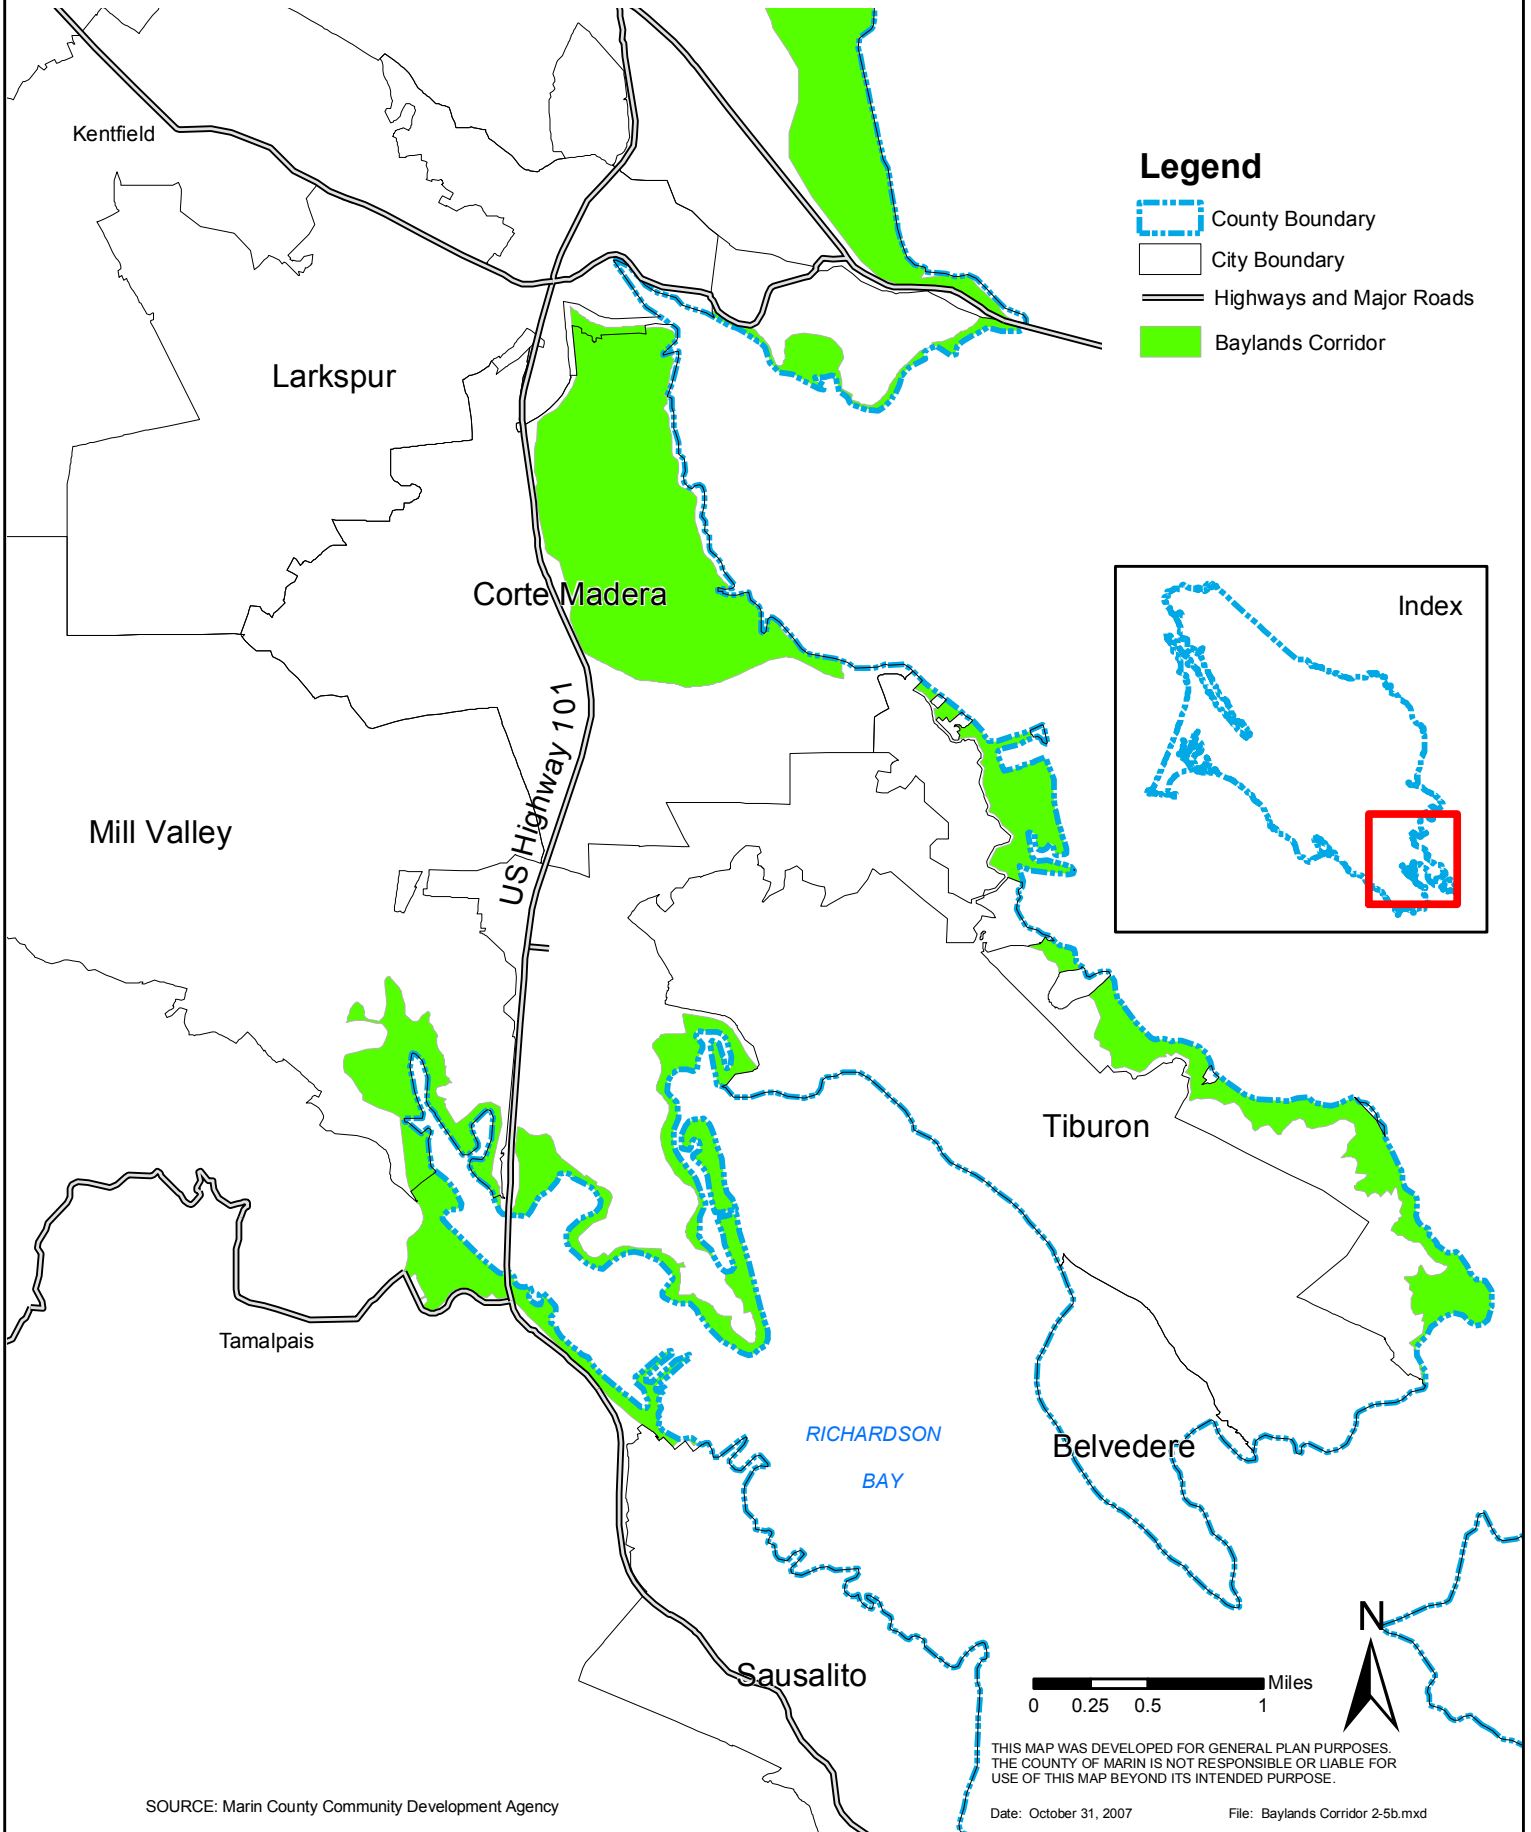 Kentfield
Legend
County Boundary
City Boundary
Highways and Major Roads
Baylands Corridor
Larkspur
Corte Madera
Index
US Highway 101
Mill Valley
Tiburon
Tamalpais
RICHARDSON
BAY
Belvedere
N
Sausalito
Miles
0 0.25 0.5 1
THIS MAP WAS DEVELOPED FOR GENERAL PLAN PURPOSES.
THE COUNTY OF MARIN IS NOT RESPONSIBLE OR LIABLE FOR
USE OF THIS MAP BEYOND ITS INTENDED PURPOSE.
SOURCE: Marin County Community Development Agency
Date: October 31, 2007 File: Baylands Corridor 2-5b.mxd